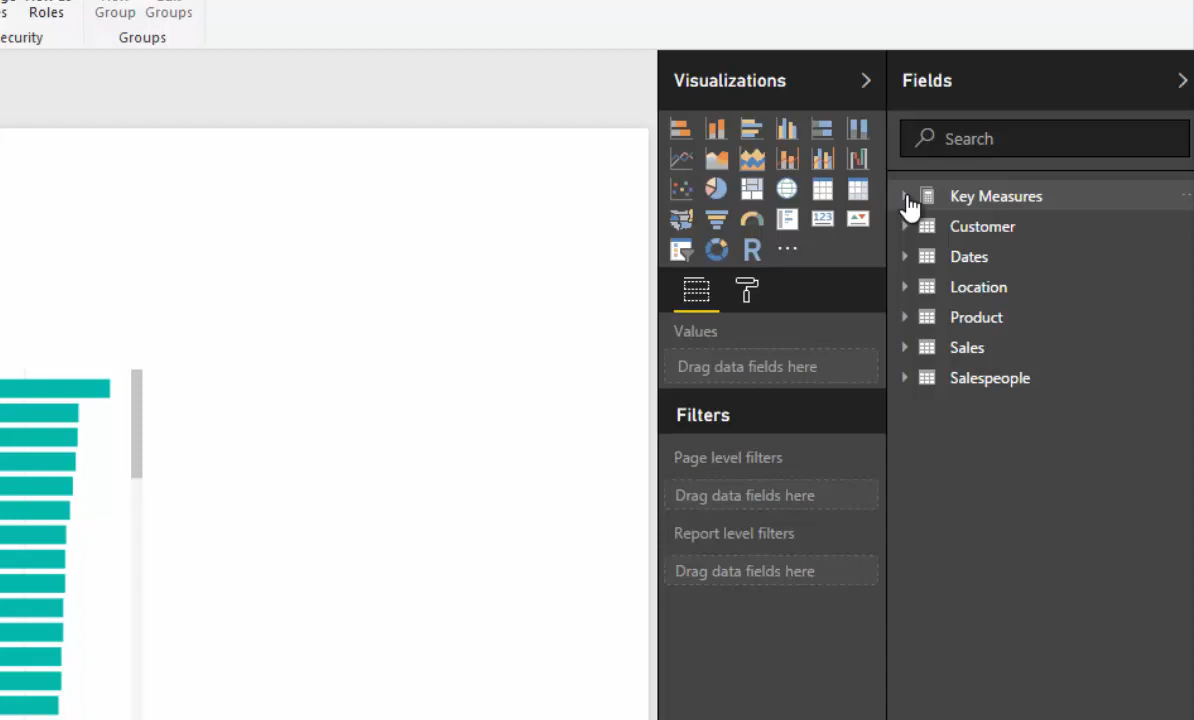 Roles
Group Groups
ecurity
Groups
Visualizations
Fields
Search
123
R
Values
Drag data fields here
Filters
Page level filters
Drag data fields here
Report level filters
Drag data fields here
Key Measures
Customer
Dates
Location
Product
Sales
Salespeople